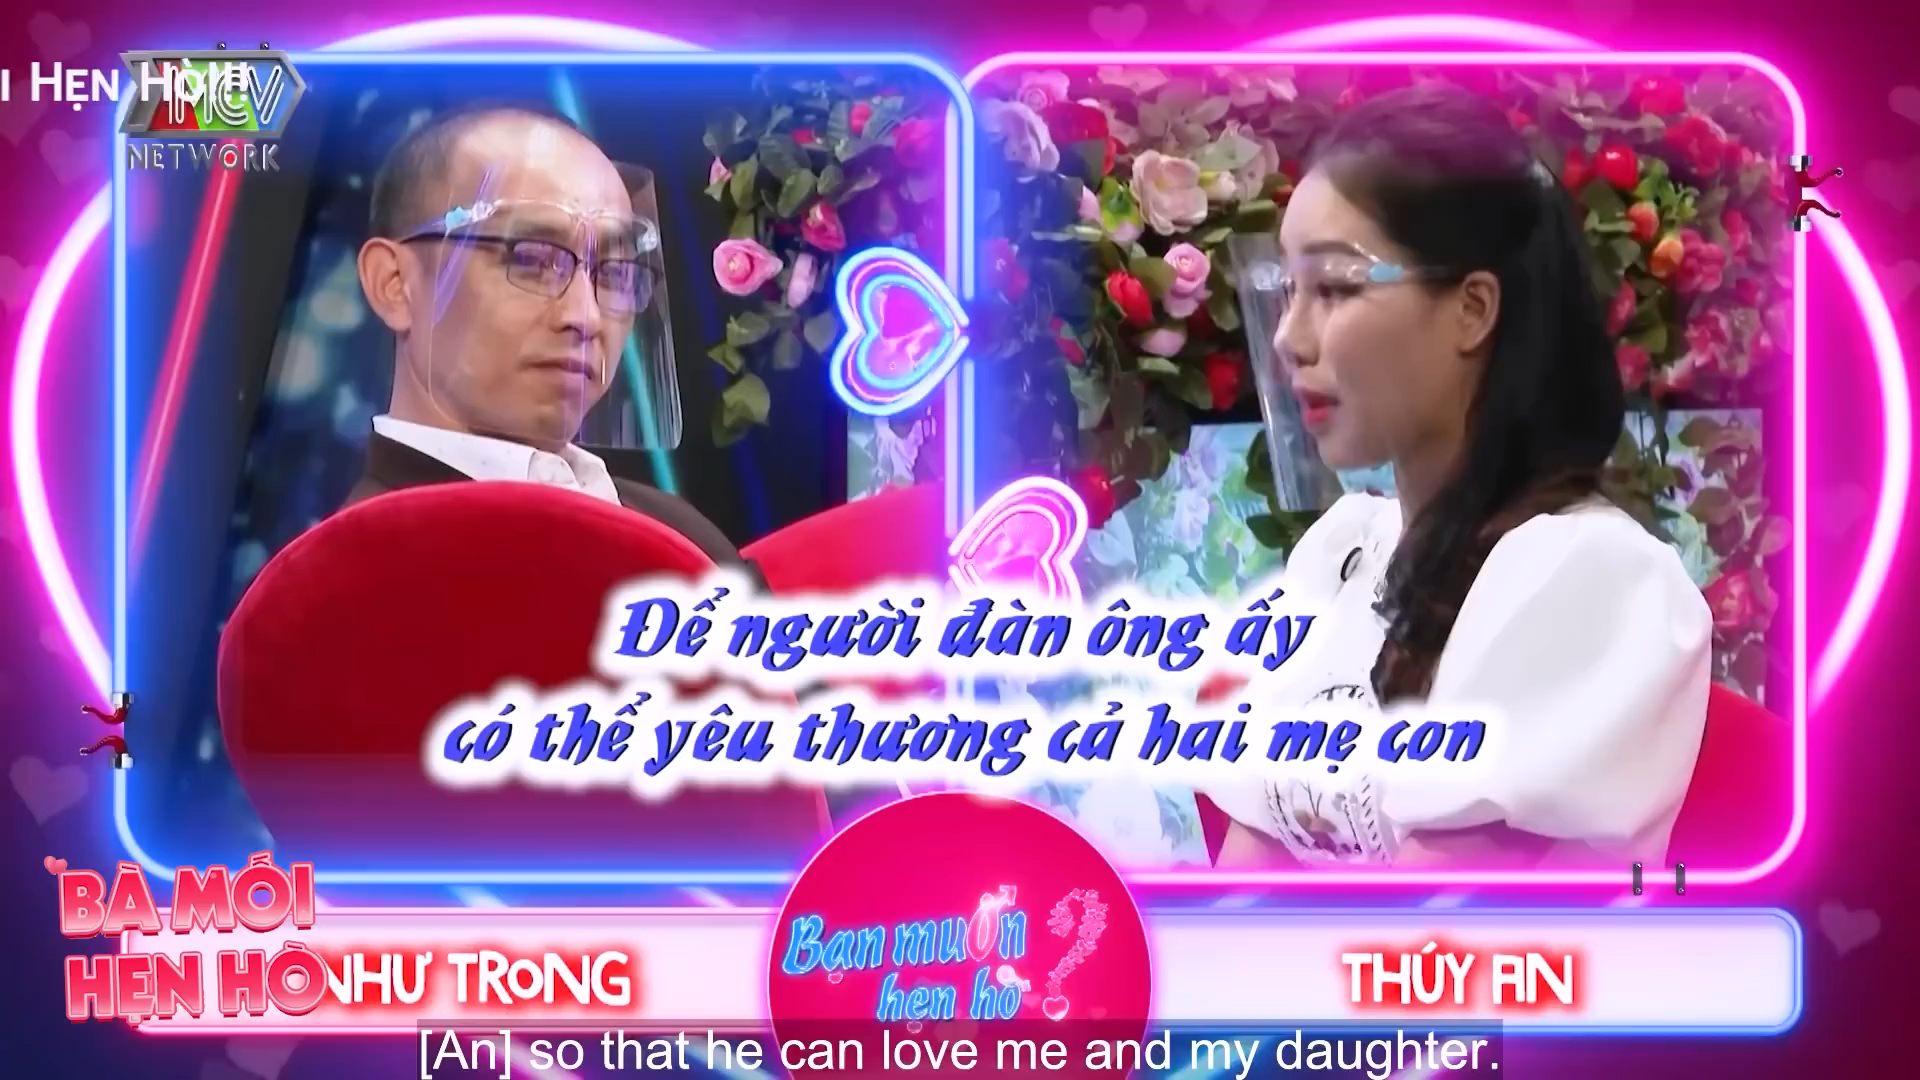 i HẸN HÒ!!!
MCV
NETWORK
Để người đàn ông ấy
có thể yêu thương cả hai mẹ con
BÀ MỐI
HẸN HÒ
NHƯ TRONG
Bạn muốn
hẹn hò
?
THÚY AN
[An] so that he can love me and my daughter.